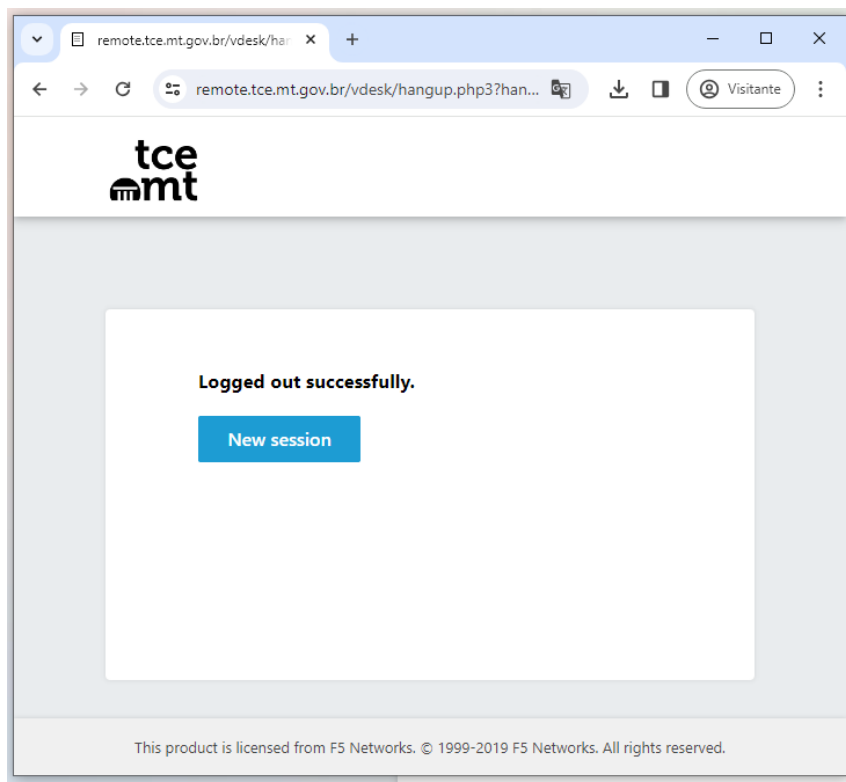 remote.tce.mt.gov.br/vdesk/han
remote.tce.mt.gov.br/vdesk/hangup.php3?han...
Visitante
tce
mt
Logged out successfully.
New session
This product is licensed from F5 Networks. © 1999-2019 F5 Networks. All rights reserved.